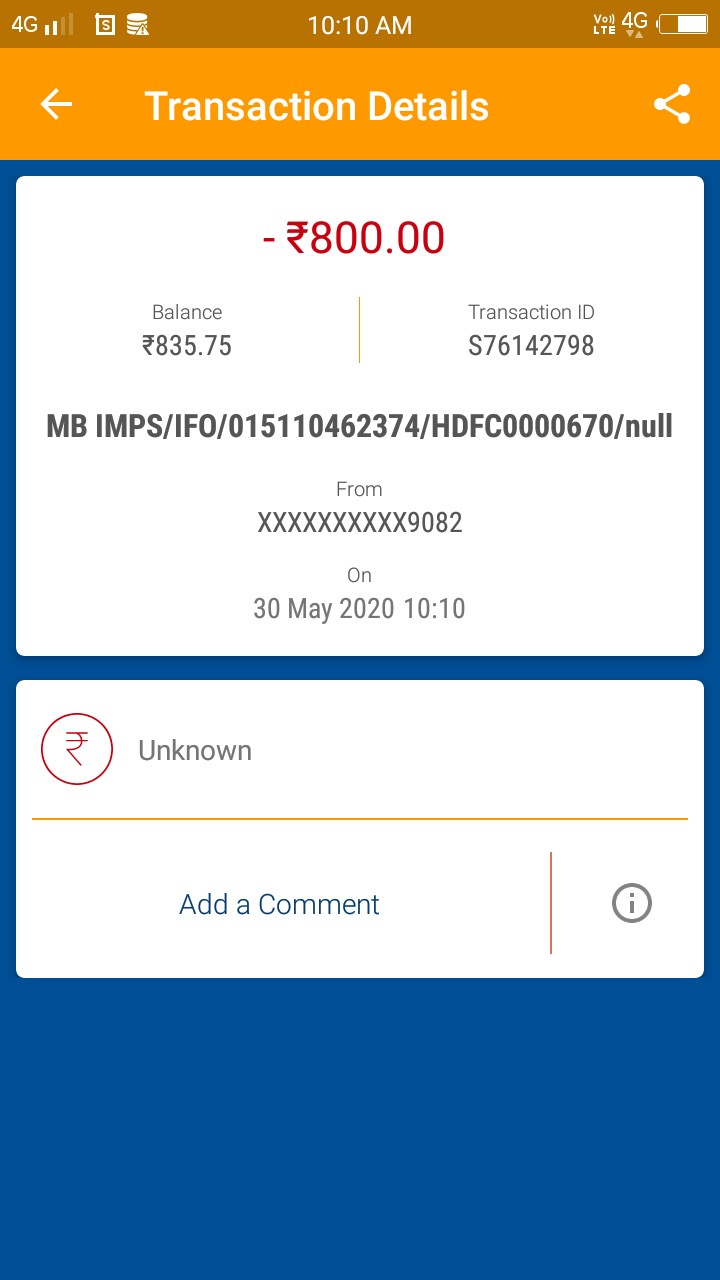 4G 10:10 AM Vo)) LTE 4G
Transaction Details
- ₹800.00
Balance Transaction ID
₹835.75 S76142798
MB IMPS/IFO/015110462374/HDFC0000670/null
From
XXXXXXXXXX9082
On
30 May 2020 10:10
₹ Unknown
Add a Comment